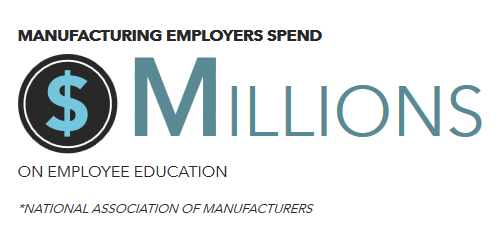 MANUFACTURING EMPLOYERS SPEND
$ MILLIONS
ON EMPLOYEE EDUCATION
*NATIONAL ASSOCIATION OF MANUFACTURERS